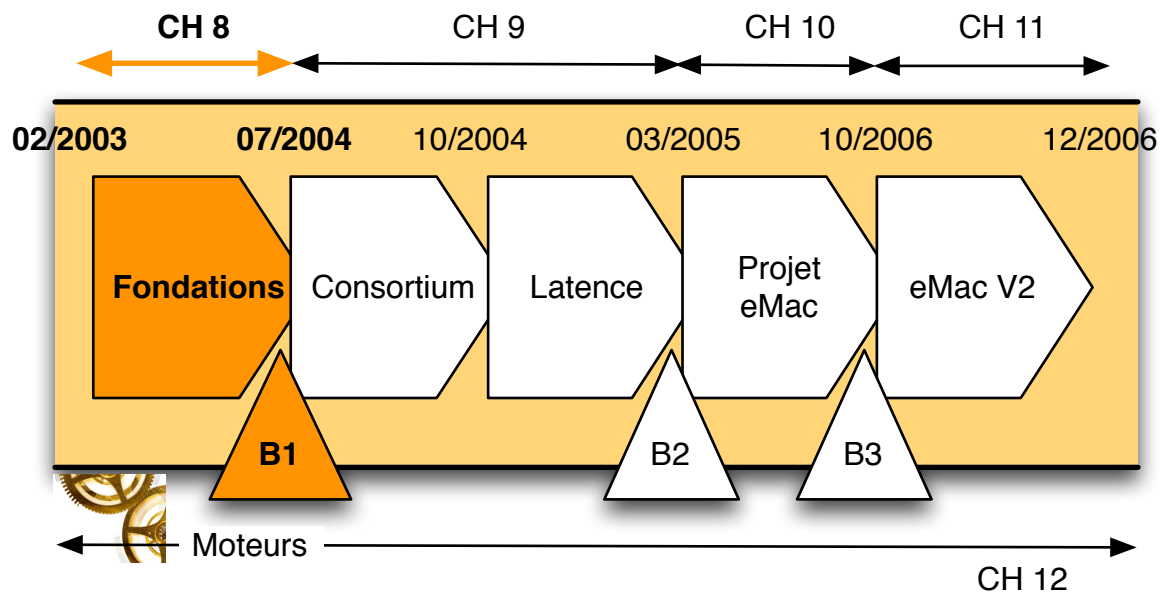 CH 8
CH 9
CH 10
CH 11
02/2003
07/2004
10/2004
03/2005
10/2006
12/2006
Fondations
Consortium
Latence
Projet
eMac
eMac V2
B1
B2
B3
Moteurs
CH 12